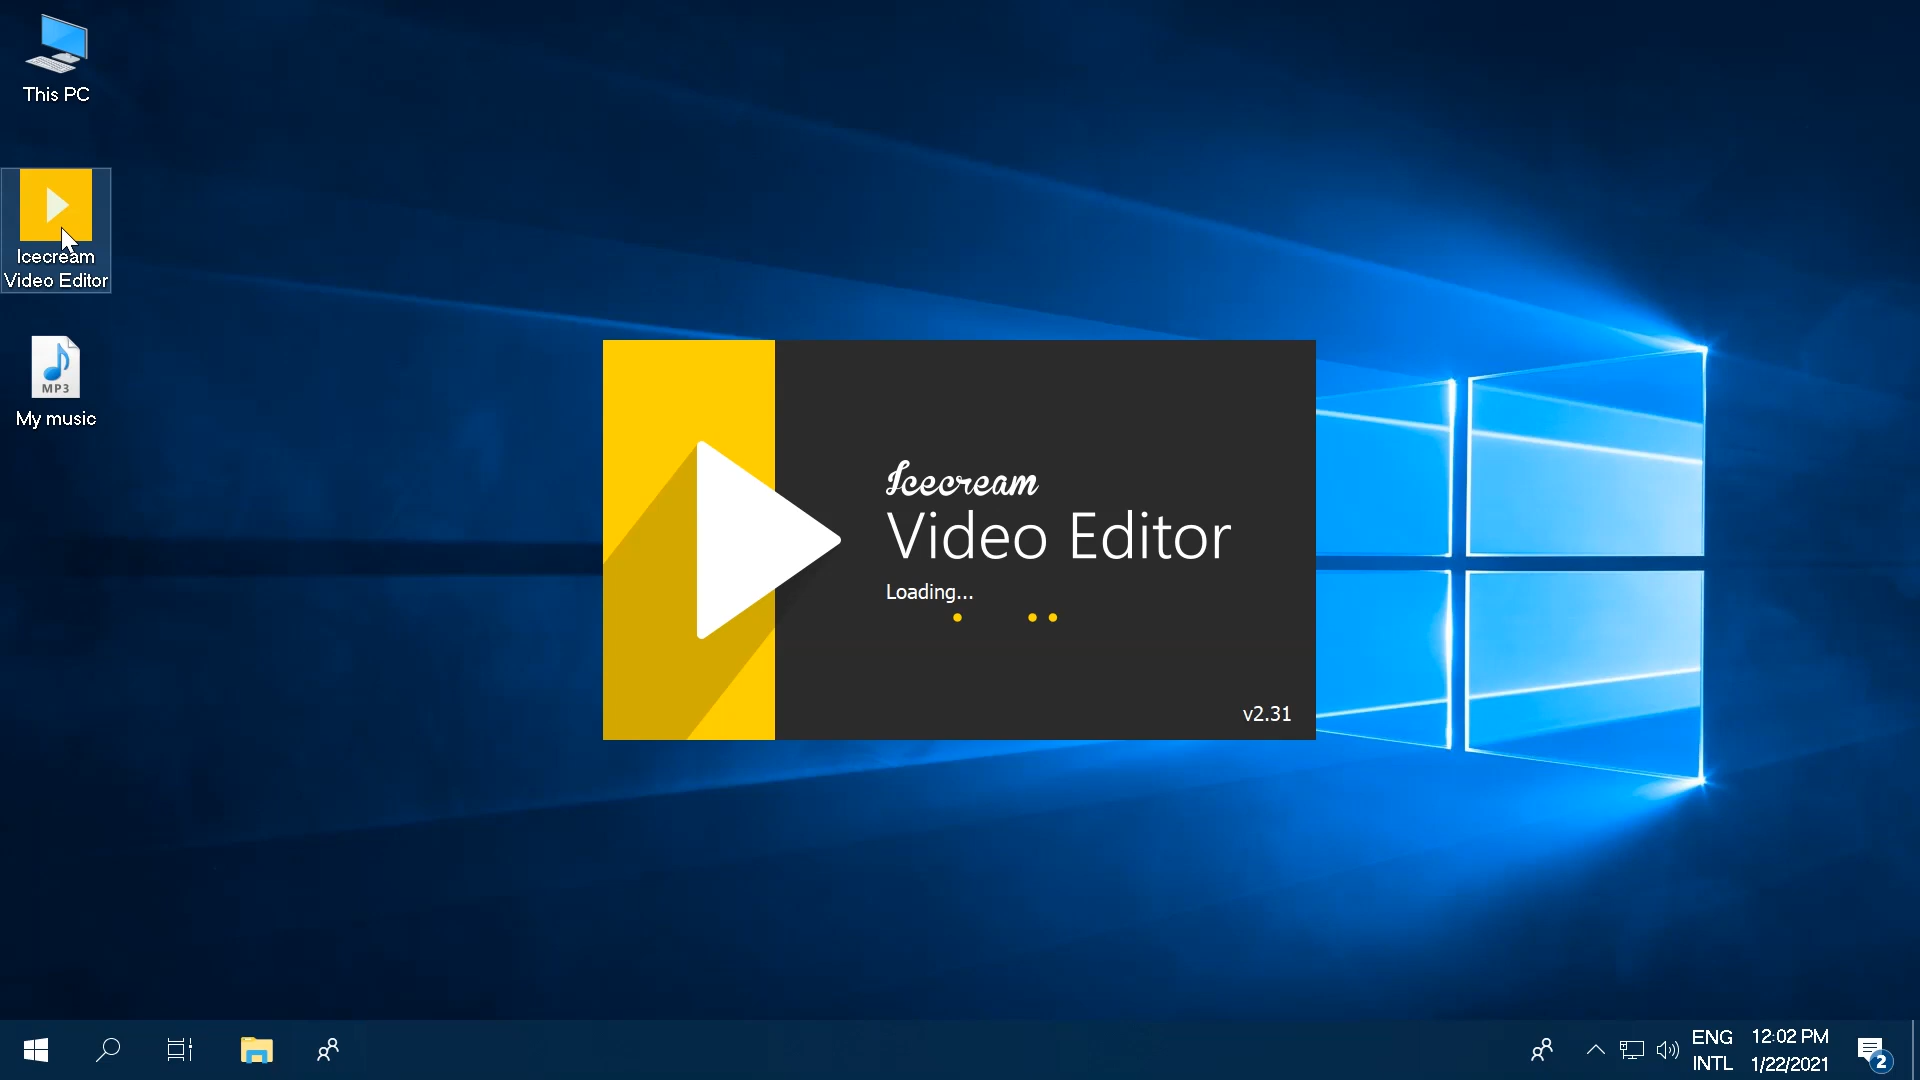 This PC
Icecream
Video Editor
MP3
My music
Icecream
Video Editor
Loading...
v2.31
ENG
INTL
12:02 PM
1/22/2021
2